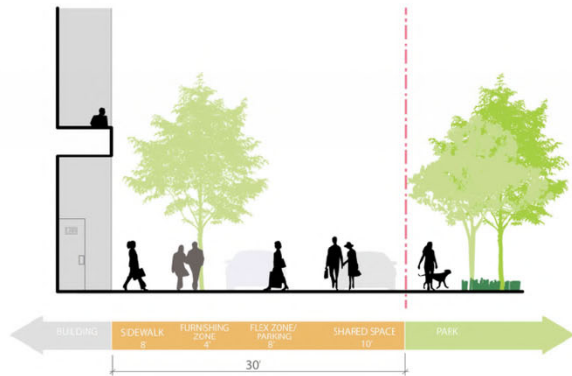 BUILDING
SIDEWALK
8'
FURNISHING
ZONE
4'
FLEX ZONE/
PARKING
8'
SHARED SPACE
10'
PARK
30'